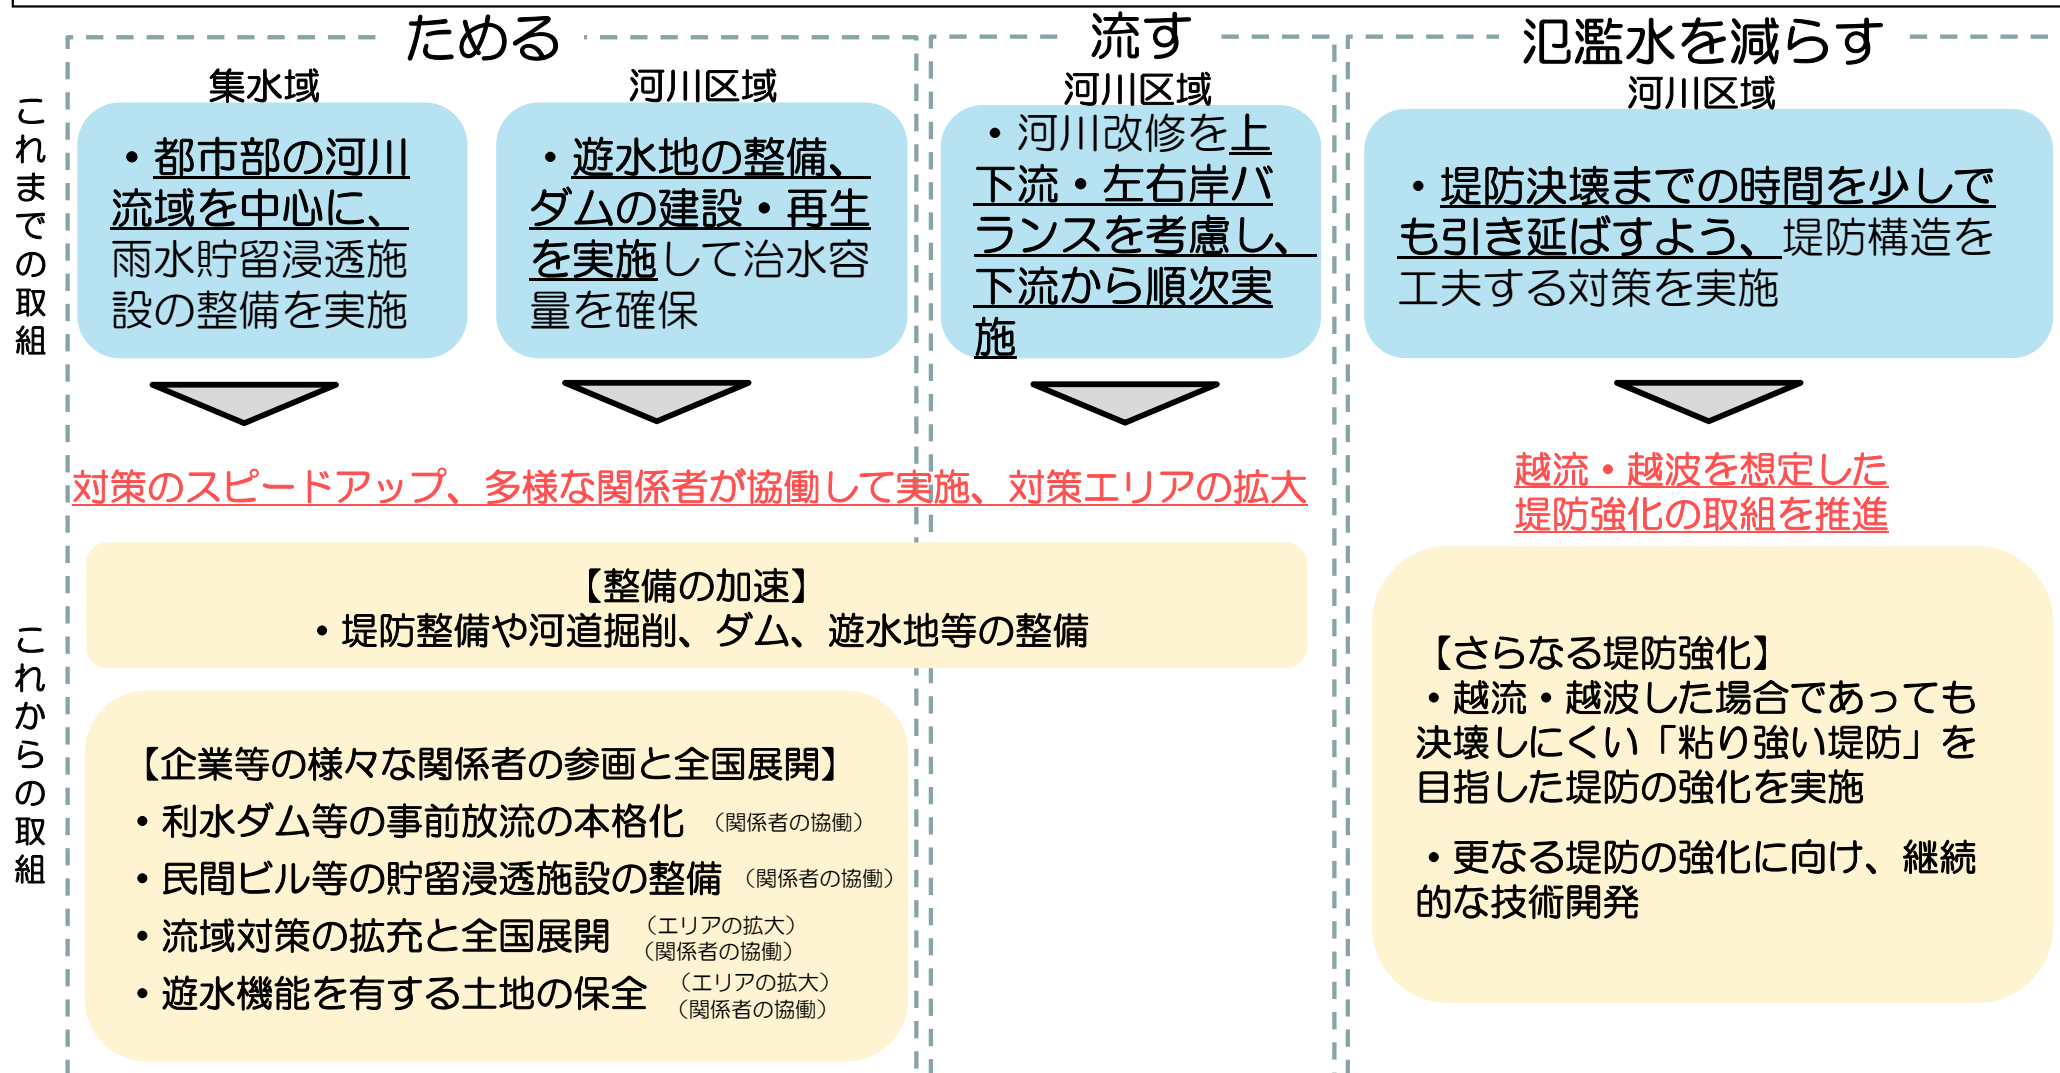 ためる
集水域
河川区域
流す
河川区域
氾濫水を減らす
河川区域
これまでの取組
・都市部の河川
流域を中心に、
雨水貯留浸透施
設の整備を実施
・遊水地の整備、
ダムの建設・再生
を実施して治水容
量を確保
・河川改修を上
下流・左右岸バ
ランスを考慮し、
下流から順次実
施
・堤防決壊までの時間を少しで
も引き延ばすよう、堤防構造を
工夫する対策を実施
対策のスピードアップ、多様な関係者が協働して実施、対策エリアの拡大
越流・越波を想定した
堤防強化の取組を推進
これからの取組
【整備の加速】
・堤防整備や河道掘削、ダム、遊水地等の整備
【企業等の様々な関係者の参画と全国展開】
・利水ダム等の事前放流の本格化 （関係者の協働）
・民間ビル等の貯留浸透施設の整備 （関係者の協働）
・流域対策の拡充と全国展開 （エリアの拡大）
（関係者の協働）
・遊水機能を有する土地の保全 （エリアの拡大）
（関係者の協働）
【さらなる堤防強化】
・越流・越波した場合であっても
決壊しにくい「粘り強い堤防」を
目指した堤防の強化を実施
・更なる堤防の強化に向け、継続
的な技術開発